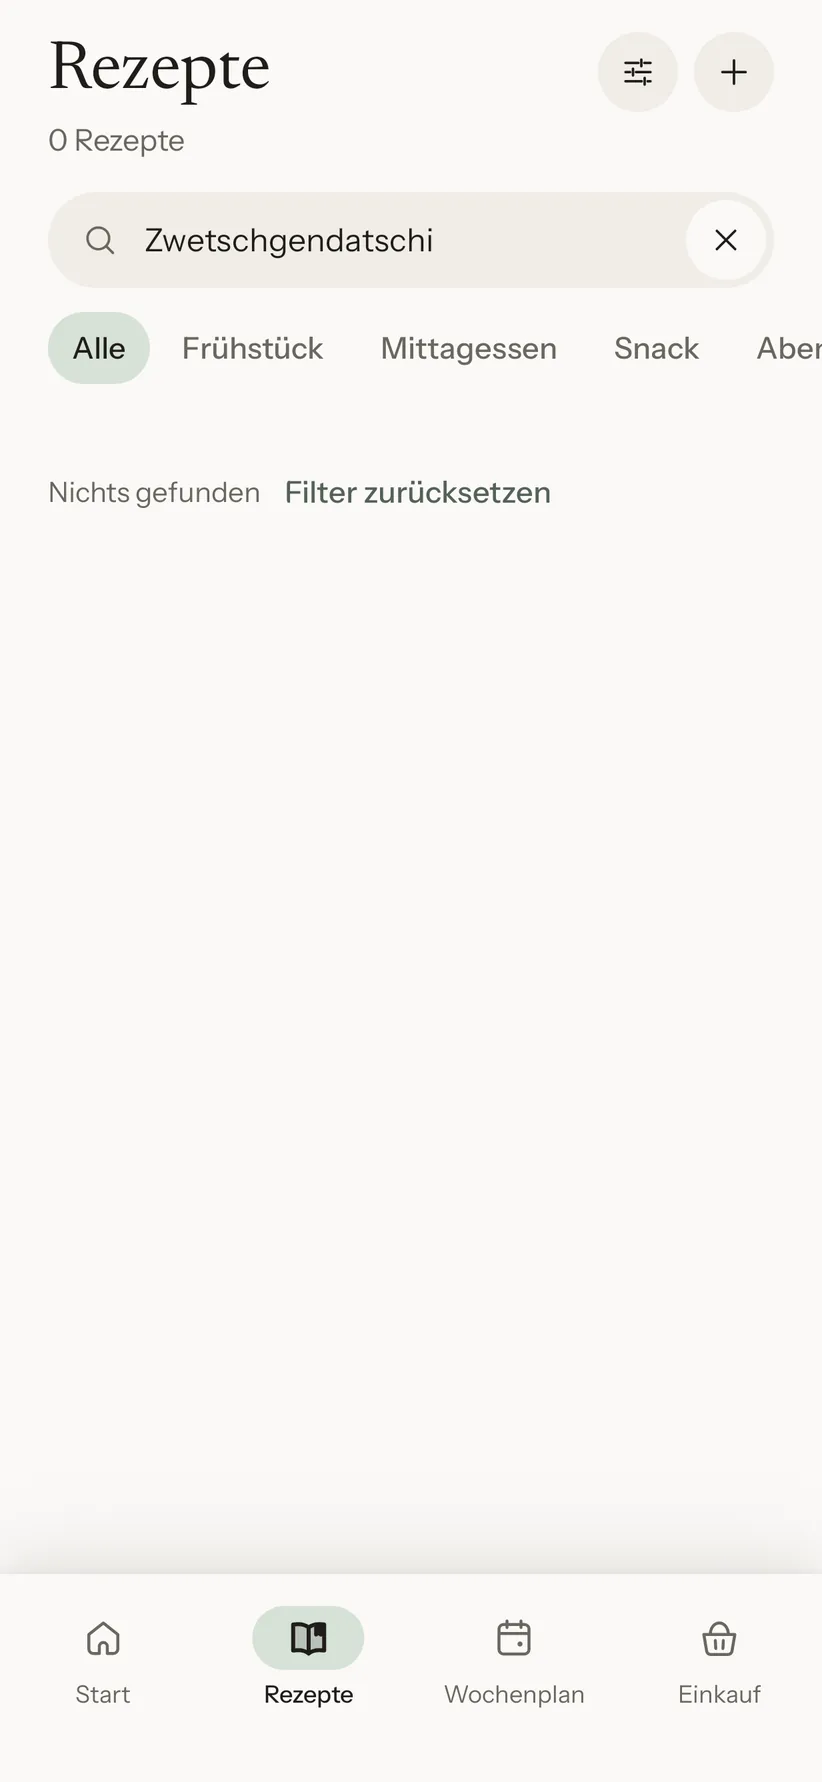 Rezepte
0 Rezepte
Zwetschgendatschi
Alle Frühstück Mittagessen Snack
Nichts gefunden Filter zurücksetzen
Start Rezepte Wochenplan Einkauf